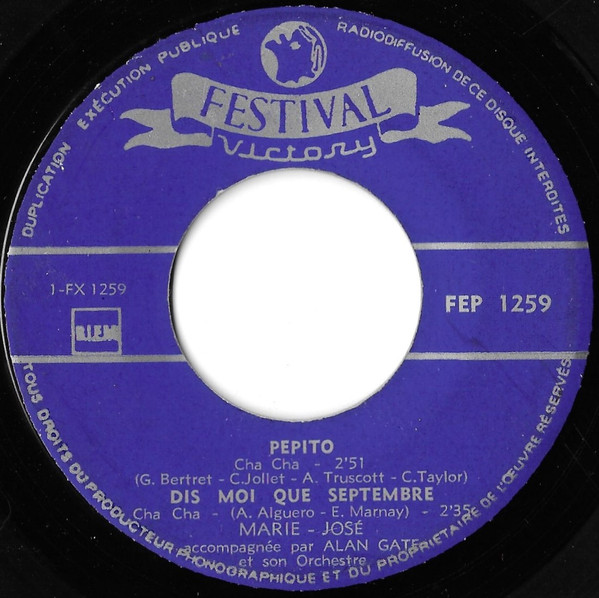 DUPLICATION EXÉCUTION PUBLIQUE RADIODIFFUSION DE CE DISQUE INTERDITES
FESTIVAL
Victory
1-FX 1259
FEP 1259
BIEM
PEPITO
Cha Cha - 2'51
(G. Bertret - C. Jollet - A. Truscott - C. Taylor)
DIS MOI QUE SEPTEMBRE
Cha Cha - (A. Alguero - E. Marnay) - 2'35
MARIE - JOSÉ
accompagnée par ALAN GATE
et son Orchestre
TOUS DROITS DU PRODUCTEUR PHONOGRAPHIQUE ET DU PROPRIÉTAIRE DE L'ŒUVRE RÉSERVÉS